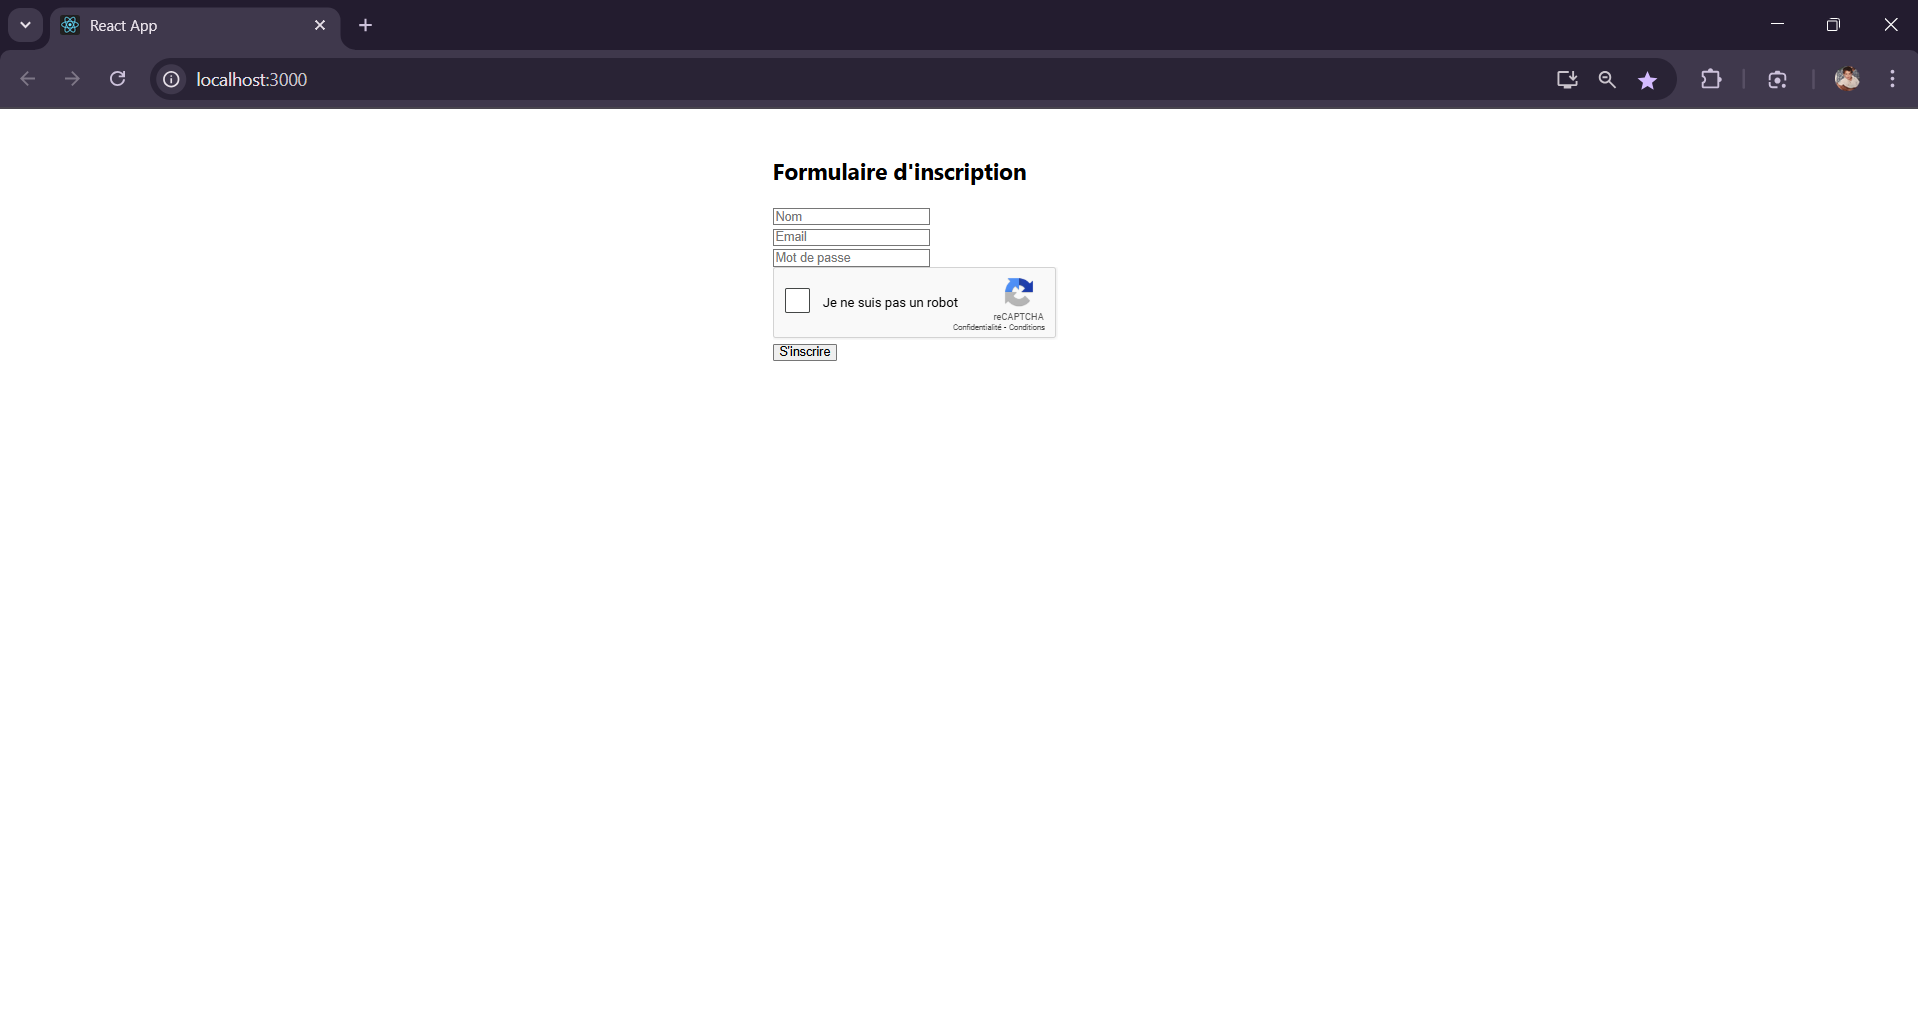 React App
localhost:3000
Formulaire d'inscription
Nom
Email
Mot de passe
Je ne suis pas un robot
reCAPTCHA
Confidentialité - Conditions
S'inscrire